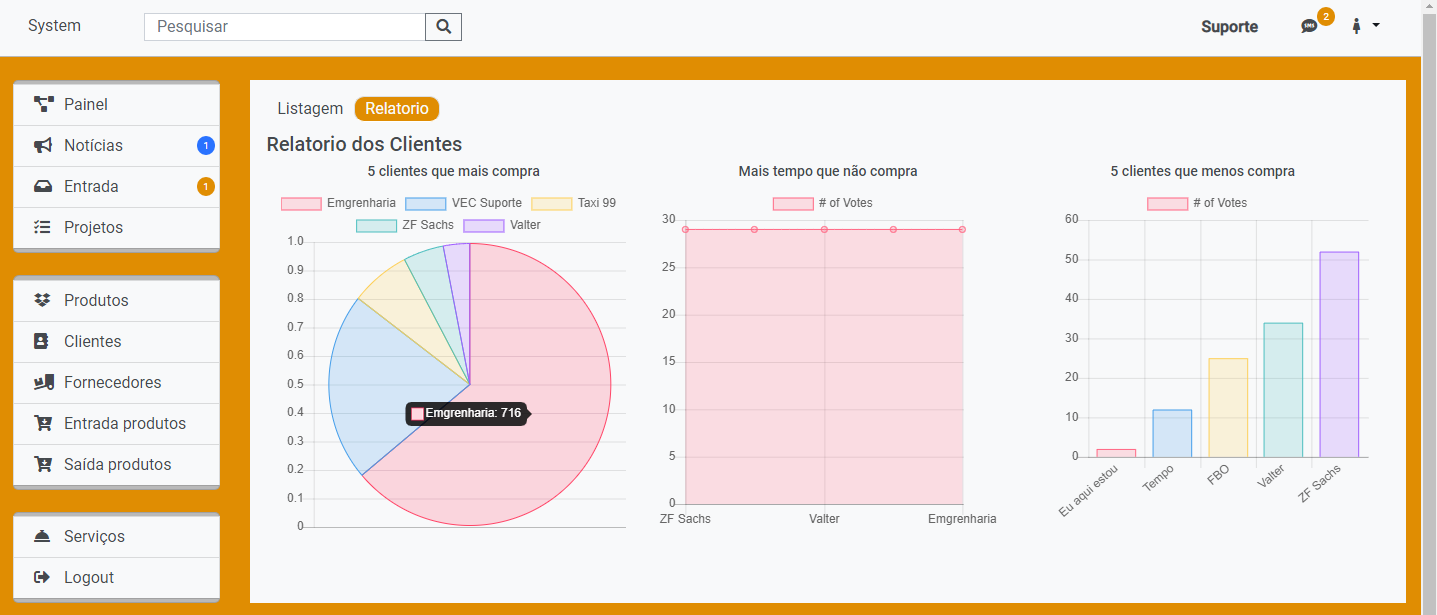 System
Pesquisar
Suporte
SMS
2
Painel
Notícias
1
Entrada
1
Projetos
Produtos
Clientes
Fornecedores
Entrada produtos
Saída produtos
Serviços
Logout
Listagem Relatorio
Relatorio dos Clientes
5 clientes que mais compra
Emgrenharia VEC Suporte Taxi 99
ZF Sachs Valter
1.0
0.9
0.8
0.7
0.6
0.5
0.4
0.3
0.2
0.1
0
Emgrenharia: 716
Mais tempo que não compra
# of Votes
30
25
20
15
10
5
0
ZF Sachs Valter Emgrenharia
5 clientes que menos compra
# of Votes
60
50
40
30
20
10
0
Eu aqui estou
Tempo
FBO
Valter
ZF Sachs